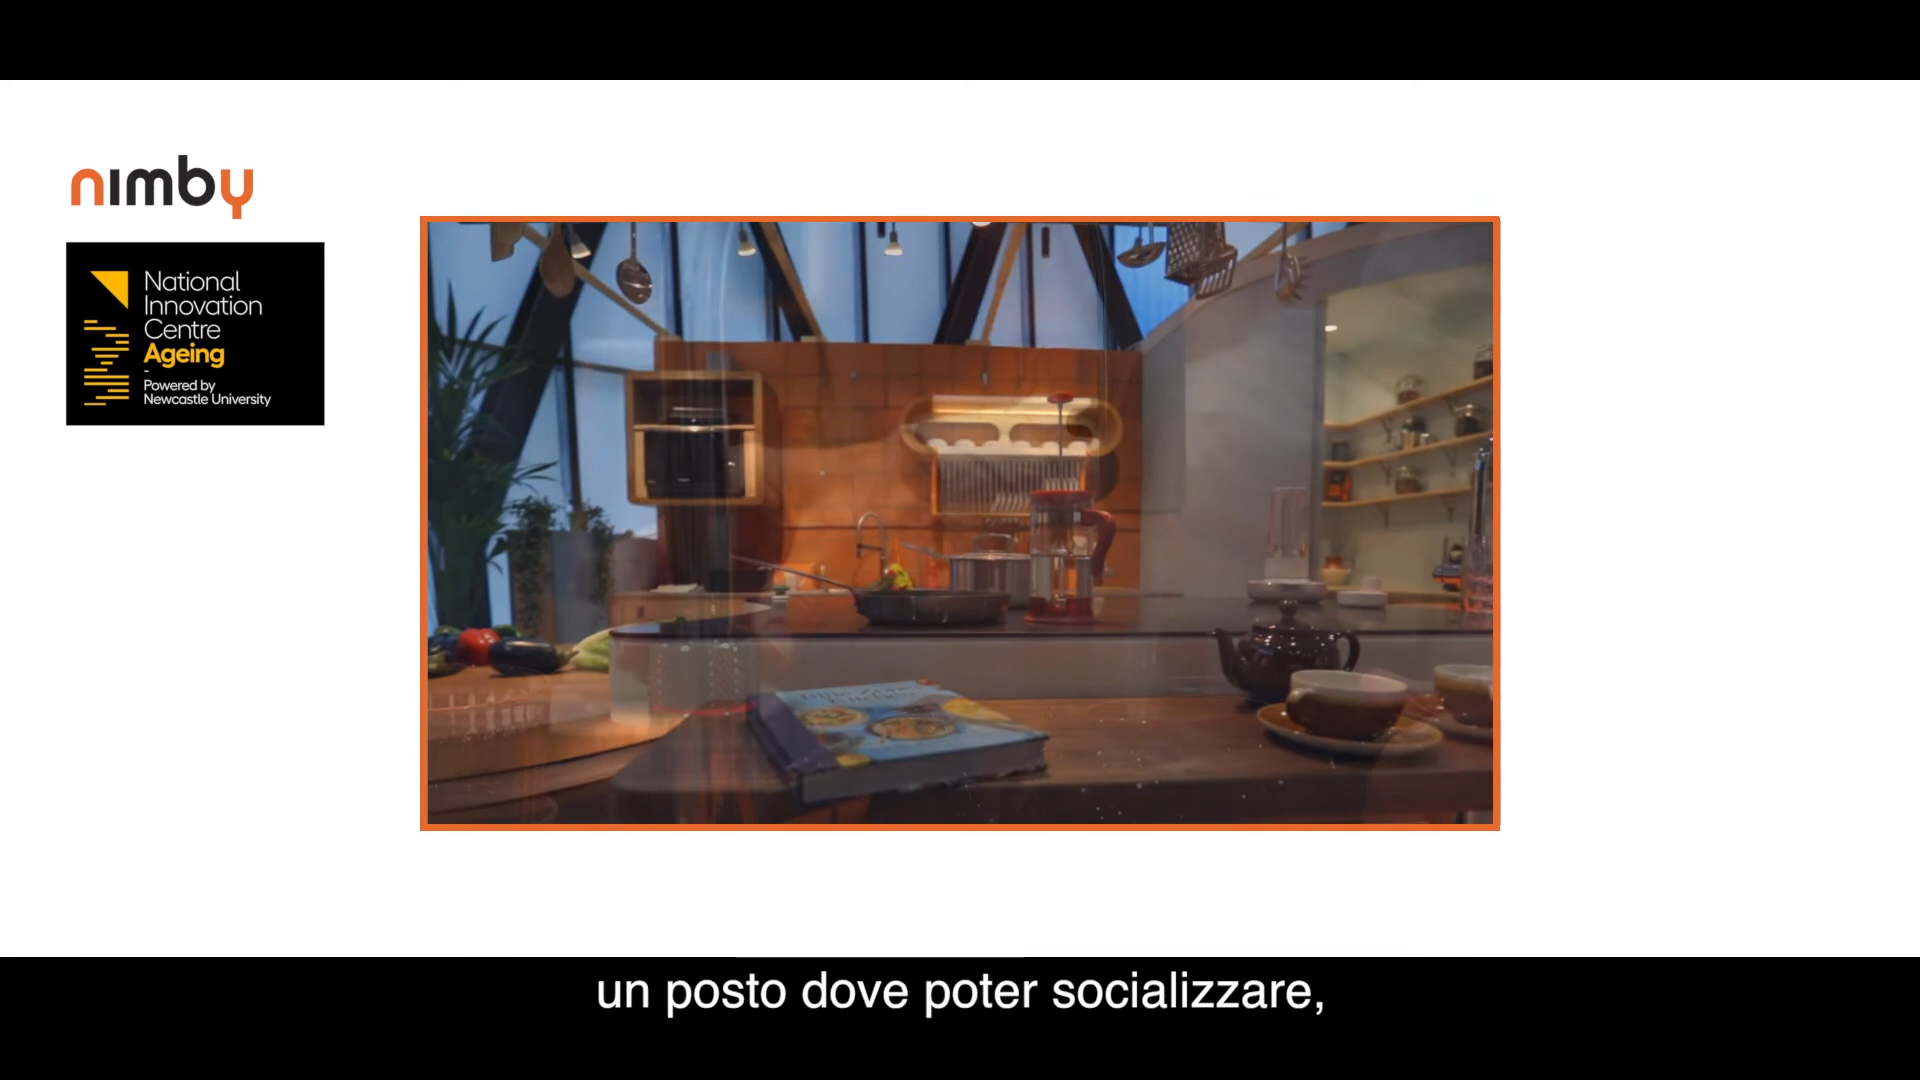 nimby
National
Innovation
Centre
Ageing
-
Powered by
Newcastle University
un posto dove poter socializzare,